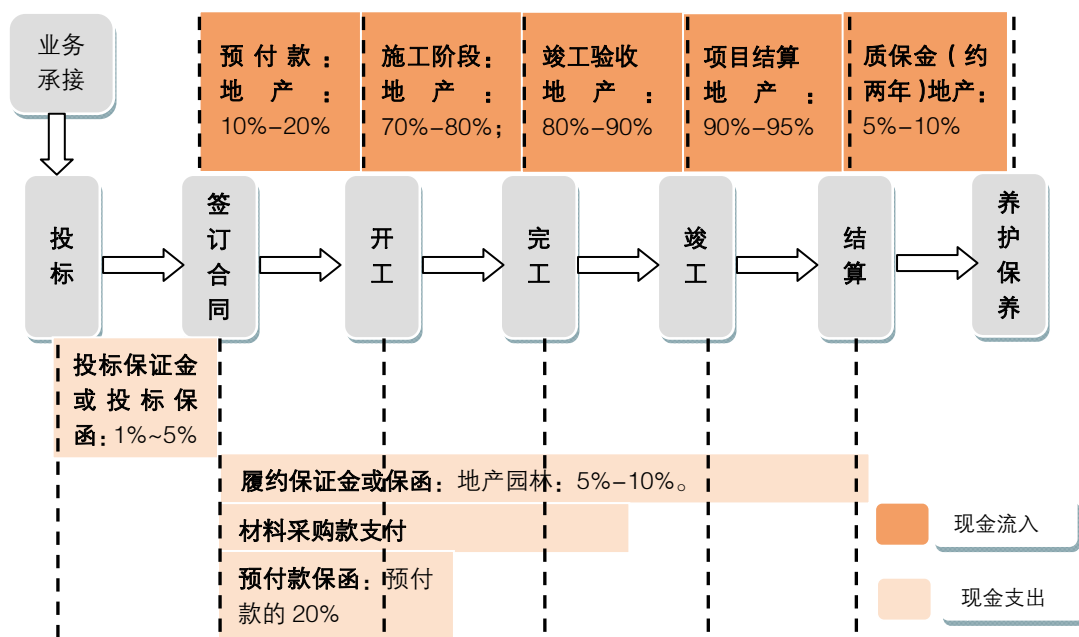 业务
承接
预付款：
地产：
10%–20%
施工阶段：
地产：
70%–80%；
竣工验收
地产：
80%–90%
项目结算
地产：
90%–95%
质保金（约
两年）地产：
5%–10%
投
标
签
订
合
同
开
工
完
工
竣
工
结
算
养
护
保
养
投标保证金
或投标保
函：1%~5%
履约保证金或保函：地产园林：5%–10%。
材料采购款支付
预付款保函：预付
款的 20%
现金流入
现金支出